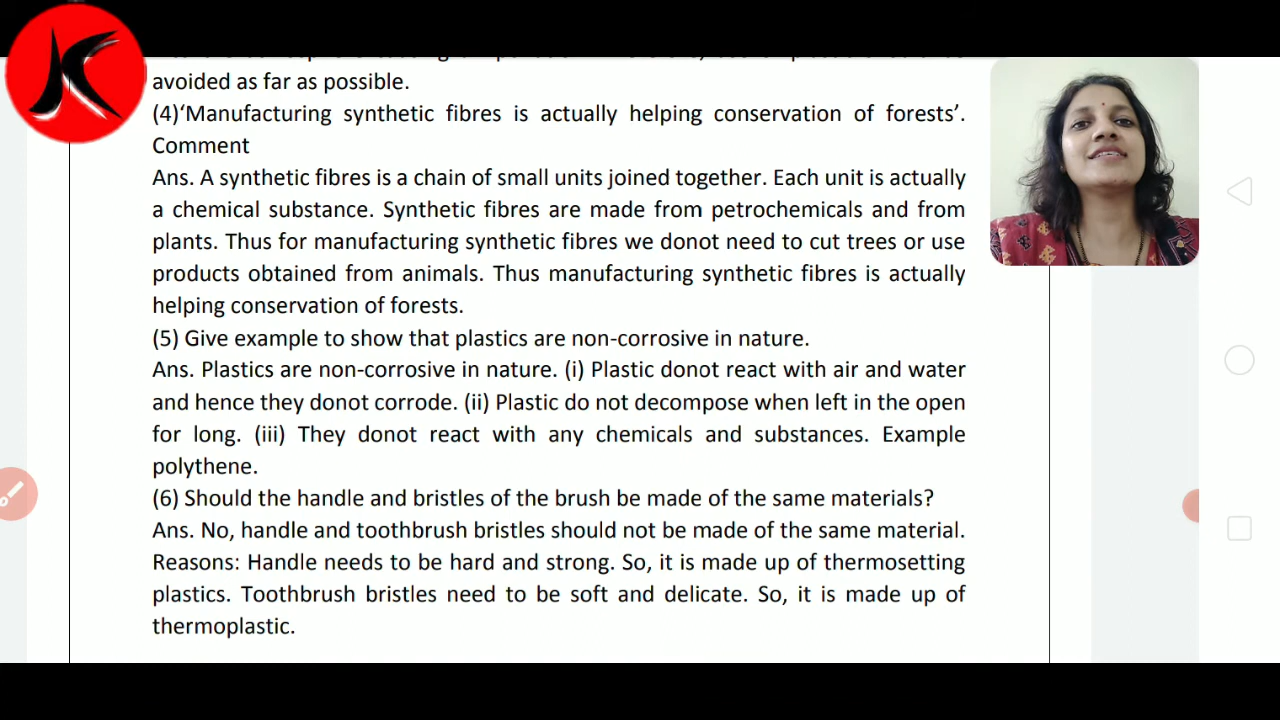 avoided as far as possible.
(4)‘Manufacturing synthetic fibres is actually helping conservation of forests’.
Comment
Ans. A synthetic fibres is a chain of small units joined together. Each unit is actually
a chemical substance. Synthetic fibres are made from petrochemicals and from
plants. Thus for manufacturing synthetic fibres we donot need to cut trees or use
products obtained from animals. Thus manufacturing synthetic fibres is actually
helping conservation of forests.
(5) Give example to show that plastics are non-corrosive in nature.
Ans. Plastics are non-corrosive in nature. (i) Plastic donot react with air and water
and hence they donot corrode. (ii) Plastic do not decompose when left in the open
for long. (iii) They donot react with any chemicals and substances. Example
polythene.
(6) Should the handle and bristles of the brush be made of the same materials?
Ans. No, handle and toothbrush bristles should not be made of the same material.
Reasons: Handle needs to be hard and strong. So, it is made up of thermosetting
plastics. Toothbrush bristles need to be soft and delicate. So, it is made up of
thermoplastic.